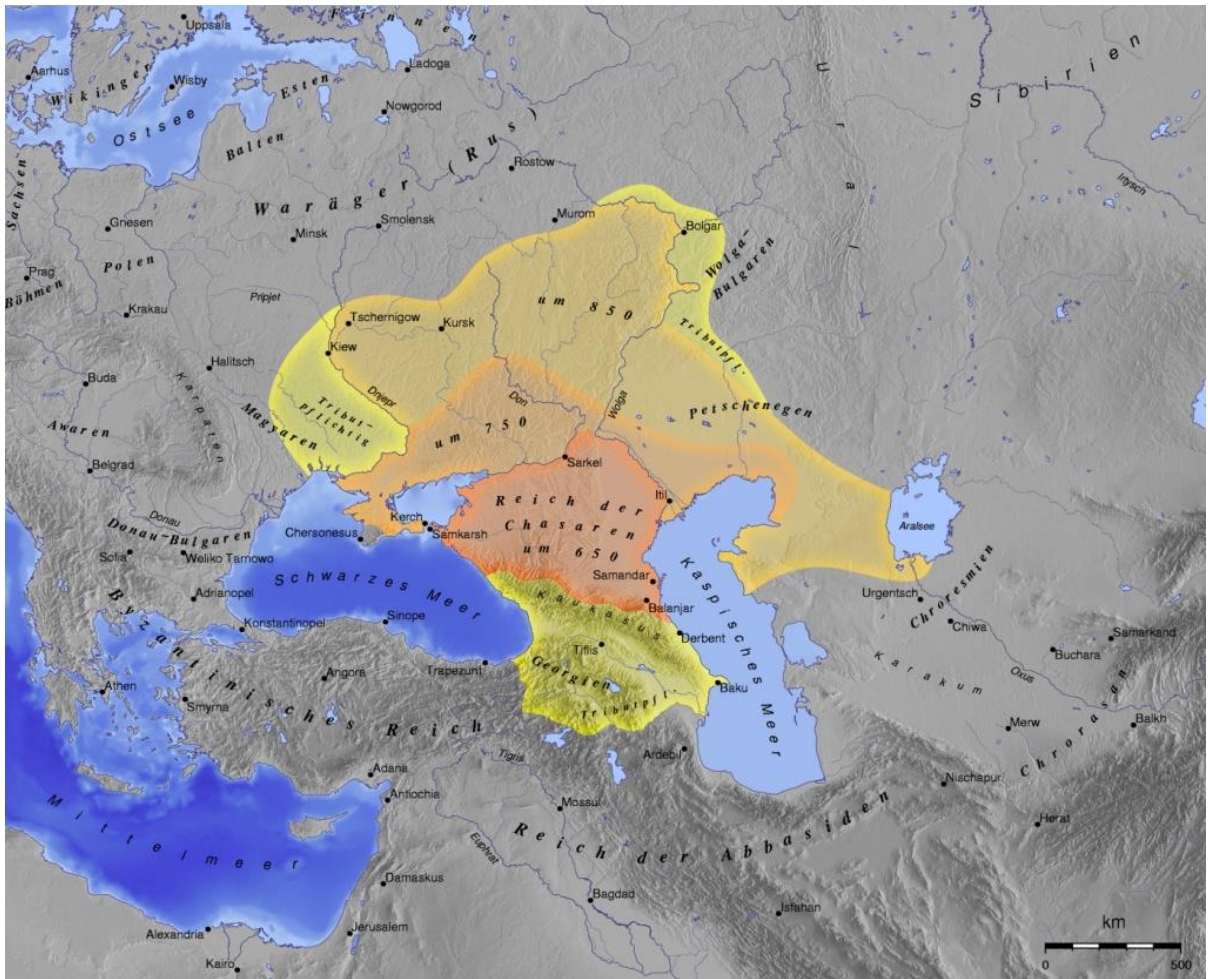 Uppsala
Finnen
Aarhus
Wikinger
Wisby
Ostsee
Esten
Ladoga
Nowgorod
Balten
Sachsen
Waräger (Rus)
Rostow
Ural
Sibirien
Irtysch
Gnesen
Minsk
Smolensk
Murom
Bolgar
Wolga-
Bulgaren
Prag
Böhmen
Polen
Krakau
Pripjet
um 850
Tschernigow
Kursk
Kiew
Halitsch
Buda
Karpaten
Dnjepr
Tribut-
pflichtig
Magyaren
Don
Wolga
Tributpfl.
Petschenegen
Awaren
Belgrad
um 750
Sarkel
Itil
Reich der
Chasaren
um 650
Aralsee
Donau
Donau-Bulgaren
Sofia
Weliko Tarnowo
Chersonesus
Kerch
Samkarsh
Schwarzes Meer
Samandar
Balanjar
Kaukasus
Kaspisches Meer
Urgentsch
Chroresmien
Chiwa
Samarkand
Buchara
Adrianopel
Konstantinopel
Sinope
Byzantinisches Reich
Trapezunt
Tiflis
Georgien
Tributpfl.
Derbent
Baku
Karakum
Oxus
Athen
Smyrna
Angora
Ardebil
Merw
Balkh
Chrorasan
Adana
Antiochia
Tigris
Mossul
Nischapur
Herat
Mittelmeer
Euphrat
Reich der Abbasiden
Damaskus
Bagdad
Isfahan
Alexandria
Jerusalem
Kairo
km
0 500